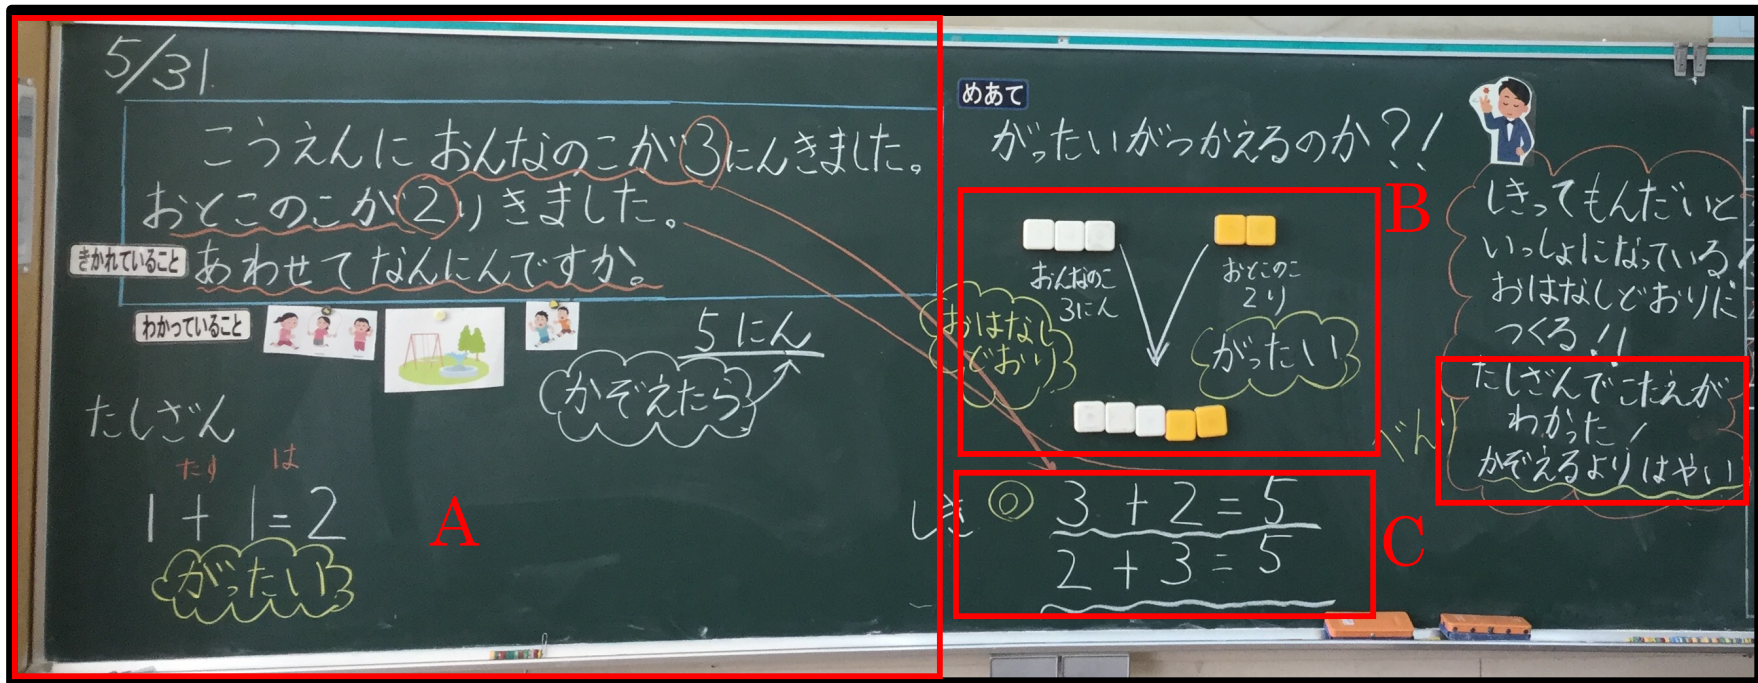 5/31
こうえんに おんなのこが 3にんきました。
おとこのこが 2りきました。
きかれていること
あわせてなんにんですか。
わかっていること
5にん
かぞえたら
たしざん
たす は
1+1=2
がったい
A
めあて
がったいがつかえるのか?!
B
おんなのこ
3にん
おとこのこ
2り
おはなし
どおり
がったい
しき
◎ 3+2=5
2+3=5
C
しきってもんだいと
いっしょになっている
おはなしどおりに
つくる!!
たしざんでこたえが
わかった!
かぞえるよりはやい